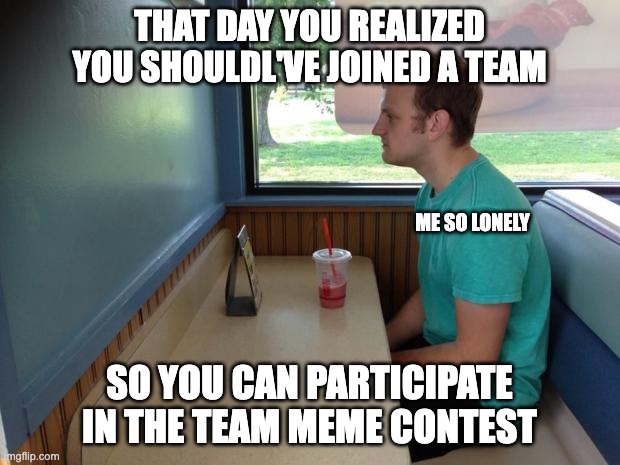 THAT DAY YOU REALIZED
YOU SHOULDL'VE JOINED A TEAM
ME SO LONELY
SO YOU CAN PARTICIPATE
IN THE TEAM MEME CONTEST
imgflip.com